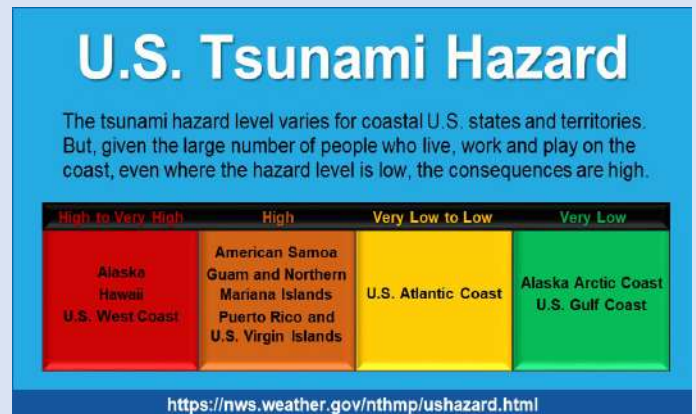 U.S. Tsunami Hazard
The tsunami hazard level varies for coastal U.S. states and territories.
But, given the large number of people who live, work and play on the
coast, even where the hazard level is low, the consequences are high.
High to Very High
High
Very Low to Low
Very Low
Alaska
Hawaii
U.S. West Coast
American Samoa
Guam and Northern
Mariana Islands
Puerto Rico and
U.S. Virgin Islands
U.S. Atlantic Coast
Alaska Arctic Coast
U.S. Gulf Coast
https://nws.weather.gov/nthmp/ushazard.html